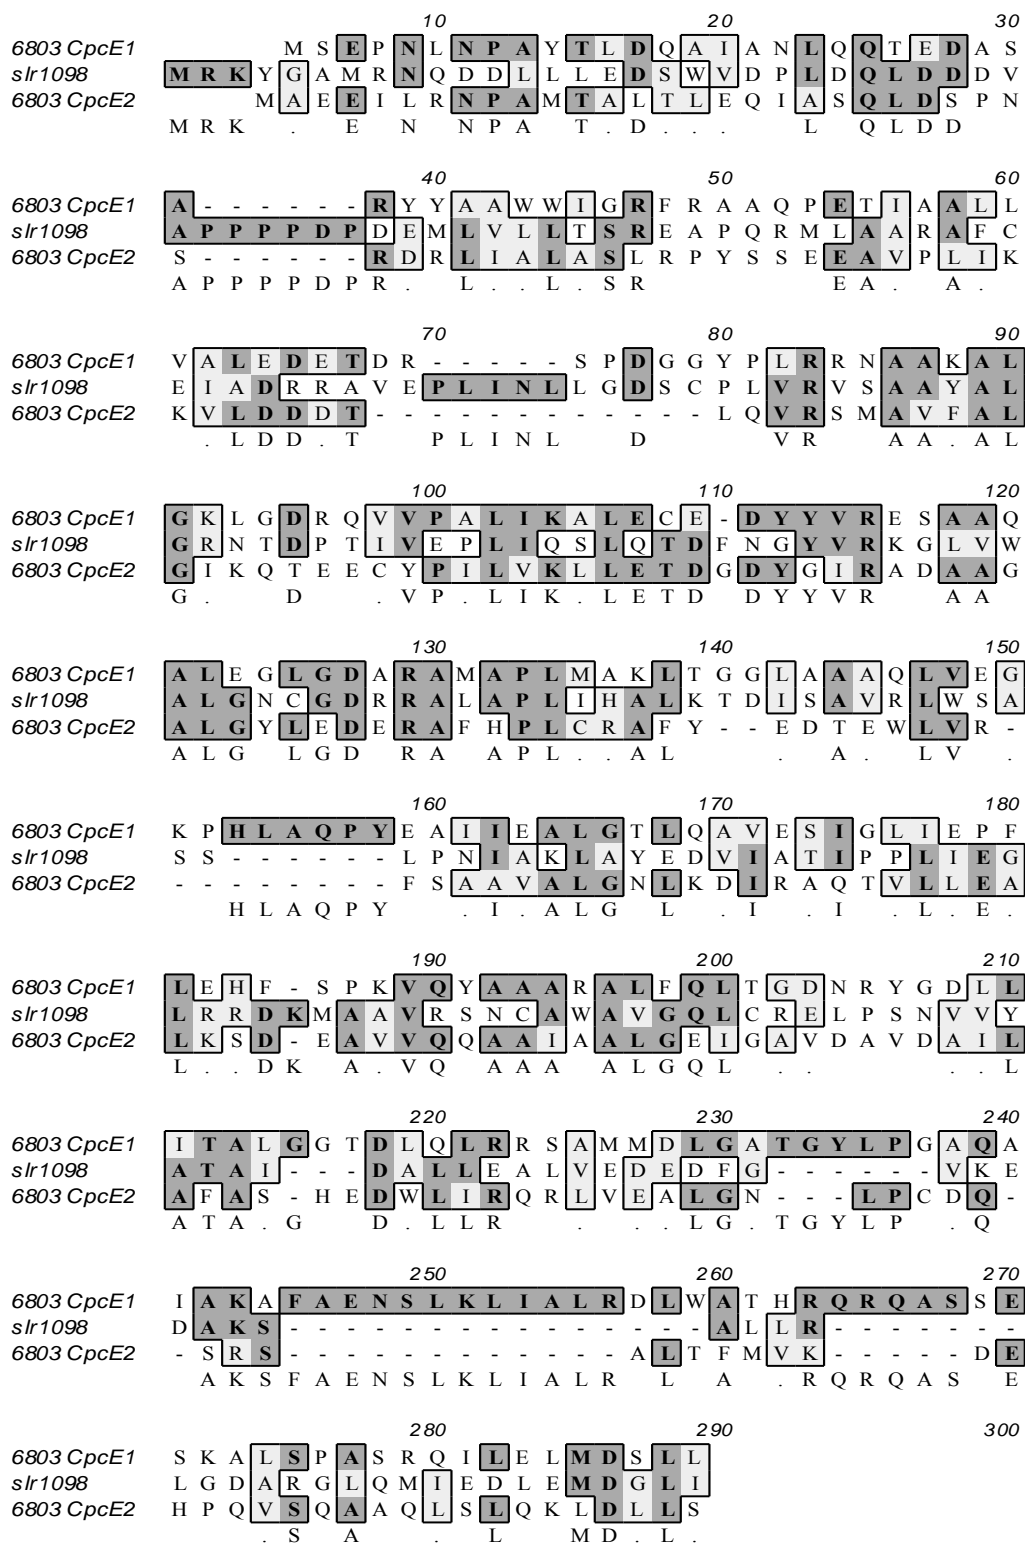 10 20 30
6803 CpcE1 M S E P N L N P A Y T L D Q A I A N L Q Q T E D A S
slr1098 M R K Y G A M R N Q D D L L L E D S W V D P L D Q L D D D V
6803 CpcE2 M A E E I L R N P A M T A L T L E Q I A S Q L D S P N
M R K . E N N P A T . D . . . L Q L D D
40 50 60
6803 CpcE1 A - - - - - - R Y Y A A W W I G R F R A A Q P E T I A A L L
slr1098 A P P P P D P D E M L V L L T S R E A P Q R M L A A R A F C
6803 CpcE2 S - - - - - - R D R L I A L A S L R P Y S S E E A V P L I K
A P P P P D P R . L . . L . S R E A . A .
70 80 90
6803 CpcE1 V A L E D E T D R - - - - - S P D G G Y P L R R N A A K A L
slr1098 E I A D R R A V E P L I N L L G D S C P L V R V S A A Y A L
6803 CpcE2 K V L D D D T - - - - - - - - - - - - L Q V R S M A V F A L
. L D D . T P L I N L D V R A A . A L
100 110 120
6803 CpcE1 G K L G D R Q V V P A L I K A L E C E - D Y Y V R E S A A Q
slr1098 G R N T D P T I V E P L I Q S L Q T D F N G Y V R K G L V W
6803 CpcE2 G I K Q T E E C Y P I L V K L L E T D G D Y G I R A D A A G
G . D . V P . L I K . L E T D D Y Y V R A A
130 140 150
6803 CpcE1 A L E G L G D A R A M A P L M A K L T G G L A A A Q L V E G
slr1098 A L G N C G D R R A L A P L I H A L K T D I S A V R L W S A
6803 CpcE2 A L G Y L E D E R A F H P L C R A F Y - - E D T E W L V R -
A L G L G D R A A P L . . A L . A . L V .
160 170 180
6803 CpcE1 K P H L A Q P Y E A I I E A L G T L Q A V E S I G L I E P F
slr1098 S S - - - - - - L P N I A K L A Y E D V I A T I P P L I E G
6803 CpcE2 - - - - - - - - F S A A V A L G N L K D I R A Q T V L L E A
H L A Q P Y . I . A L G L . I . I . L . E .
190 200 210
6803 CpcE1 L E H F - S P K V Q Y A A A R A L F Q L T G D N R Y G D L L
slr1098 L R R D K M A A V R S N C A W A V G Q L C R E L P S N V V Y
6803 CpcE2 L K S D - E A V V Q Q A A I A A L G E I G A V D A V D A I L
L . . D K A . V Q A A A A L G Q L . . . . L
220 230 240
6803 CpcE1 I T A L G G T D L Q L R R S A M M D L G A T G Y L P G A Q A
slr1098 A T A I - - - D A L L E A L V E D E D F G - - - - - - V K E
6803 CpcE2 A F A S - H E D W L I R Q R L V E A L G N - - - L P C D Q -
A T A . G D . L L R . . L G . T G Y L P . Q
250 260 270
6803 CpcE1 I A K A F A E N S L K L I A L R D L W A T H R Q R Q A S S E
slr1098 D A K S - - - - - - - - - - - - - - - A L L R - - - - - - -
6803 CpcE2 - S R S - - - - - - - - - - - - A L T F M V K - - - - - D E
A K S F A E N S L K L I A L R L A . R Q R Q A S E
280 290 300
6803 CpcE1 S K A L S P A S R Q I L E L M D S L L
slr1098 L G D A R G L Q M I E D L E M D G L I
6803 CpcE2 H P Q V S Q A A Q L S L Q K L D L L S
. S A . L M D . L .